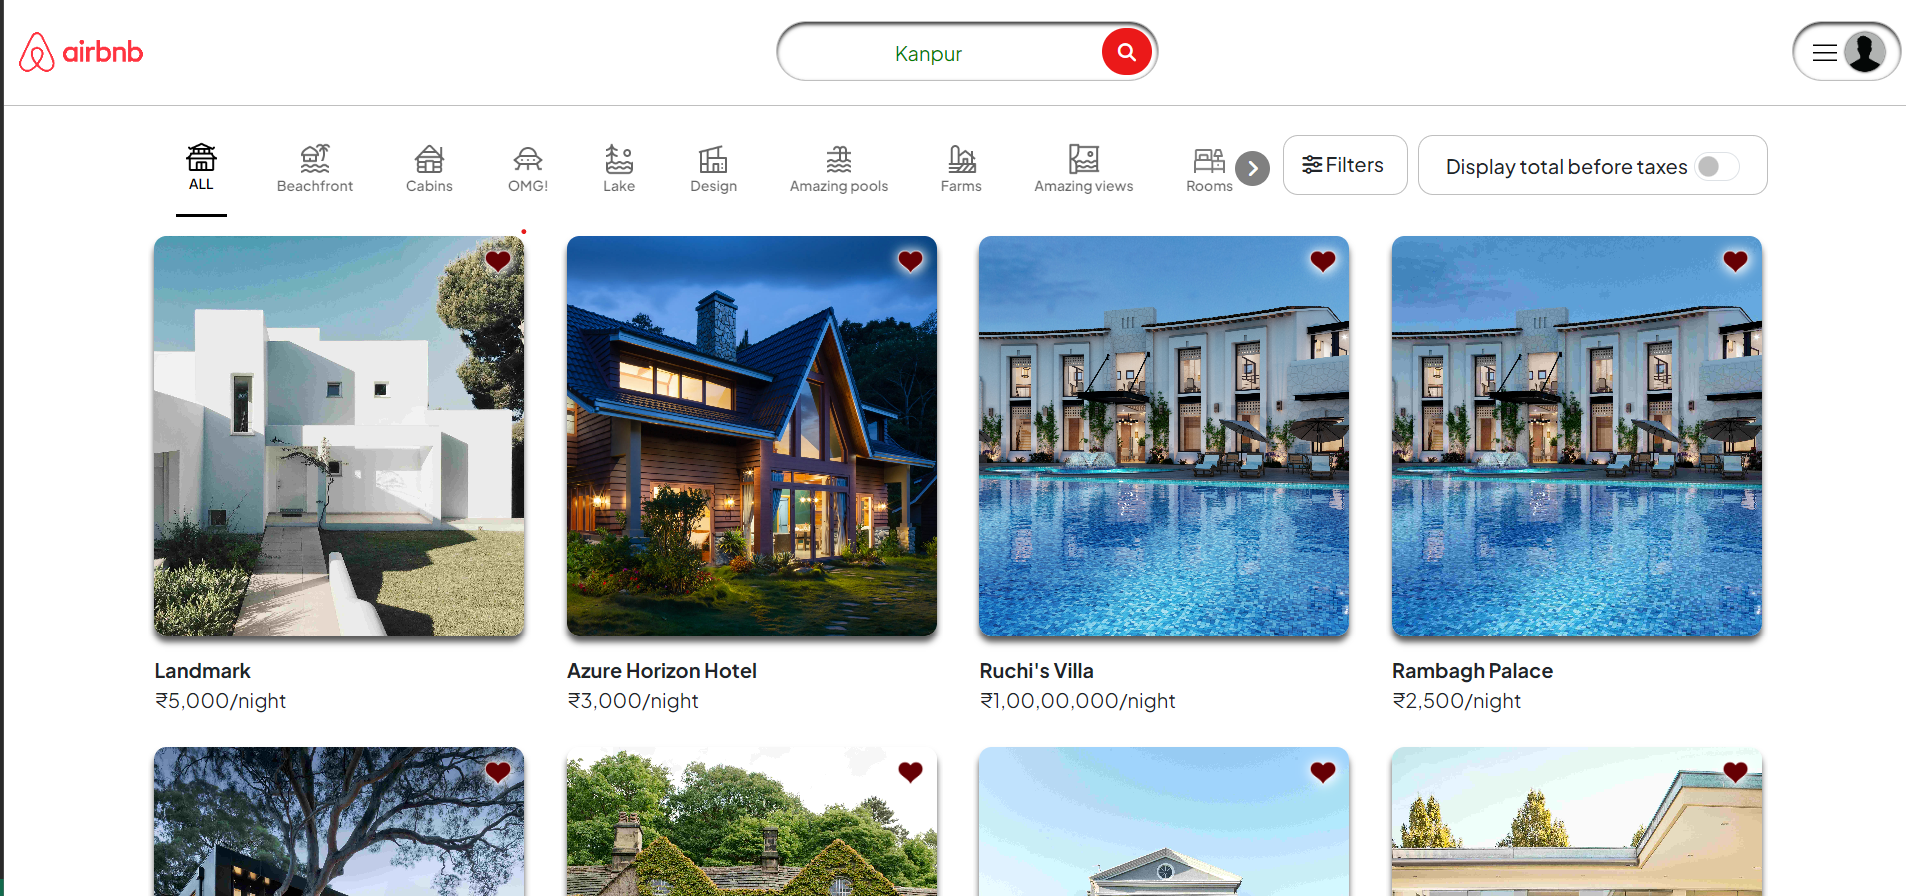 airbnb
Kanpur
ALL
Beachfront
Cabins
OMG!
Lake
Design
Amazing pools
Farms
Amazing views
Rooms
Filters
Display total before taxes
Landmark
₹5,000/night
Azure Horizon Hotel
₹3,000/night
Ruchi's Villa
₹1,00,00,000/night
Rambagh Palace
₹2,500/night